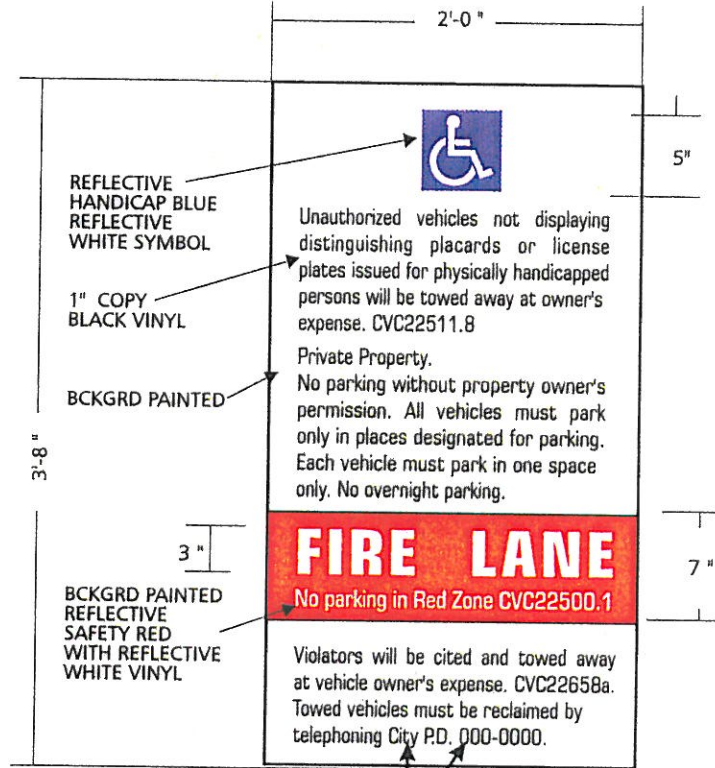 2'-0 "
5"
REFLECTIVE
HANDICAP BLUE
REFLECTIVE
WHITE SYMBOL
1" COPY
BLACK VINYL
BCKGRD PAINTED
3'-8 "
Unauthorized vehicles not displaying
distinguishing placards or license
plates issued for physically handicapped
persons will be towed away at owner's
expense. CVC22511.8
Private Property.
No parking without property owner's
permission. All vehicles must park
only in places designated for parking.
Each vehicle must park in one space
only. No overnight parking.
3 "
FIRE LANE
No parking in Red Zone CVC22500.1
7 "
BCKGRD PAINTED
REFLECTIVE
SAFETY RED
WITH REFLECTIVE
WHITE VINYL
Violators will be cited and towed away
at vehicle owner's expense. CVC22658a.
Towed vehicles must be reclaimed by
telephoning City P.D. 000-0000.